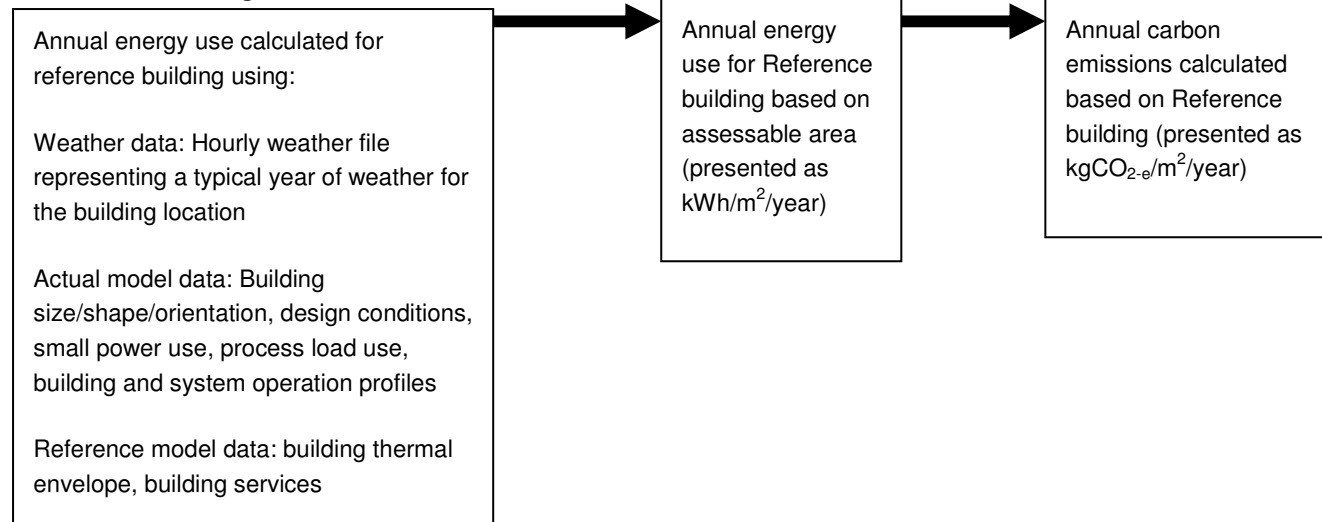 Annual energy use calculated for
reference building using:
Weather data: Hourly weather file
representing a typical year of weather for
the building location
Actual model data: Building
size/shape/orientation, design conditions,
small power use, process load use,
building and system operation profiles
Reference model data: building thermal
envelope, building services
Annual energy
use for Reference
building based on
assessable area
(presented as
kWh/m²/year)
Annual carbon
emissions calculated
based on Reference
building (presented as
kgCO₂₋ₑ/m²/year)